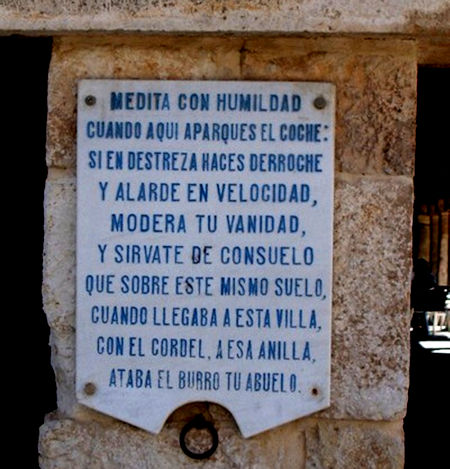 MEDITA CON HUMILDAD
CUANDO AQUI APARQUES EL COCHE:
SI EN DESTREZA HACES DERROCHE
Y ALARDE EN VELOCIDAD,
MODERA TU VANIDAD,
Y SIRVATE DE CONSUELO
QUE SOBRE ESTE MISMO SUELO,
CUANDO LLEGABA A ESTA VILLA,
CON EL CORDEL, A ESA ANILLA,
ATABA EL BURRO TU ABUELO.